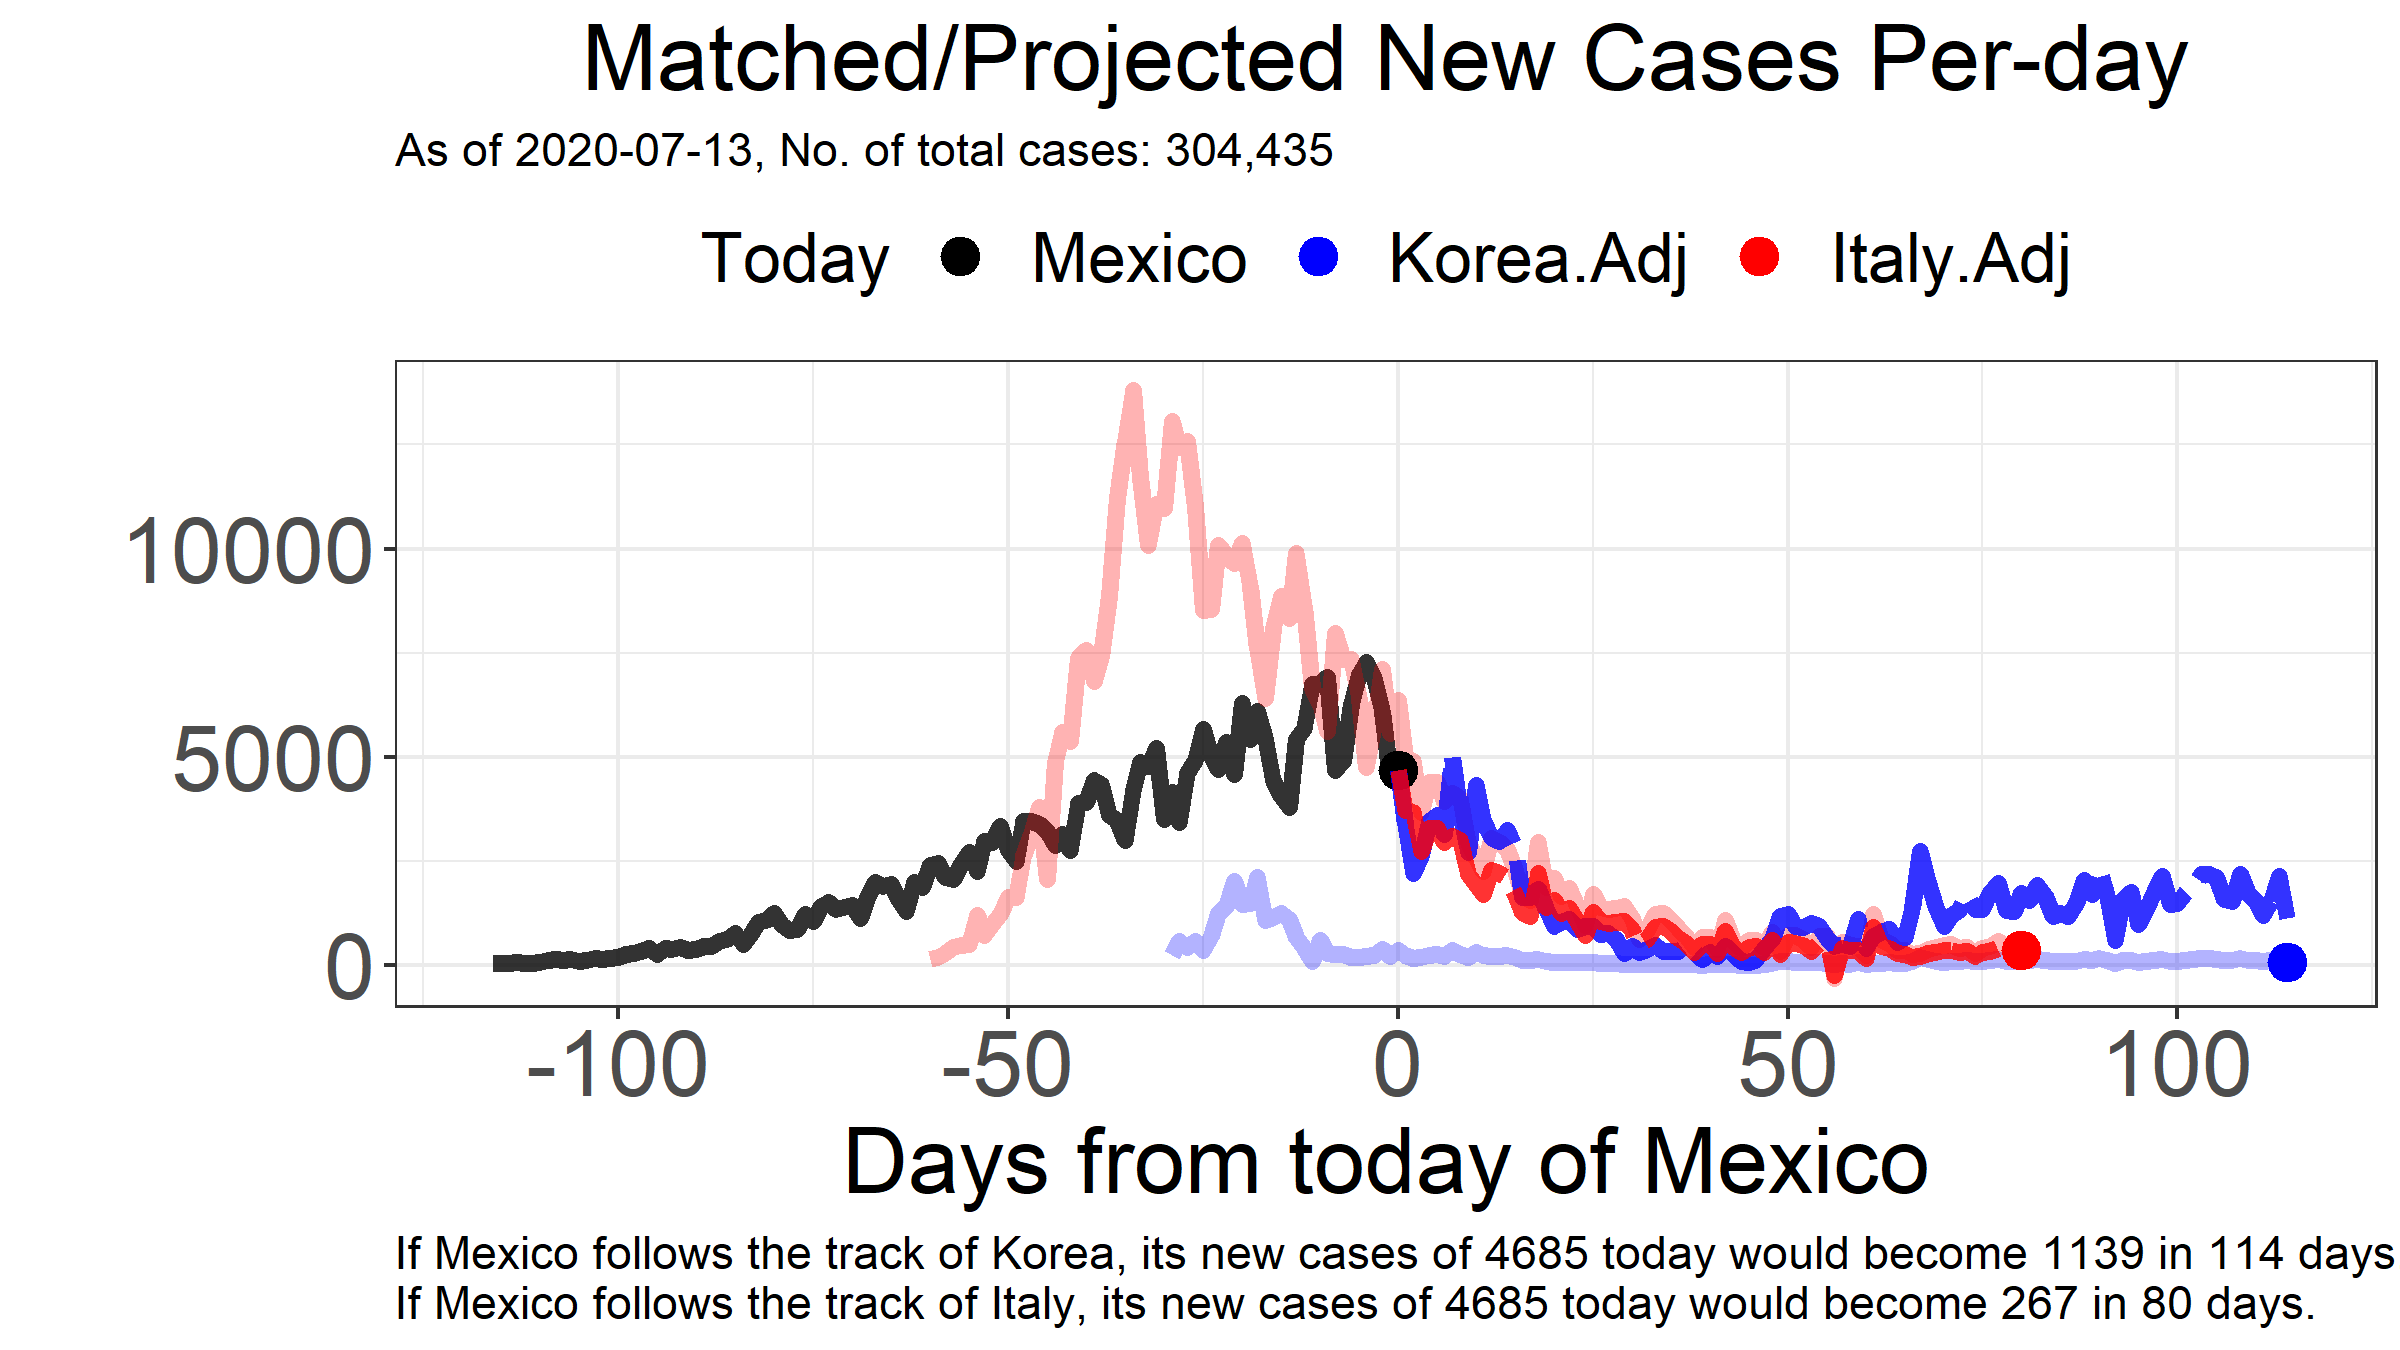 Matched/Projected New Cases Per-day
As of 2020-07-13, No. of total cases: 304,435
Today Mexico Korea.Adj Italy.Adj
10000
5000
0
-100 -50 0 50 100
Days from today of Mexico
If Mexico follows the track of Korea, its new cases of 4685 today would become 1139 in 114 days
If Mexico follows the track of Italy, its new cases of 4685 today would become 267 in 80 days.